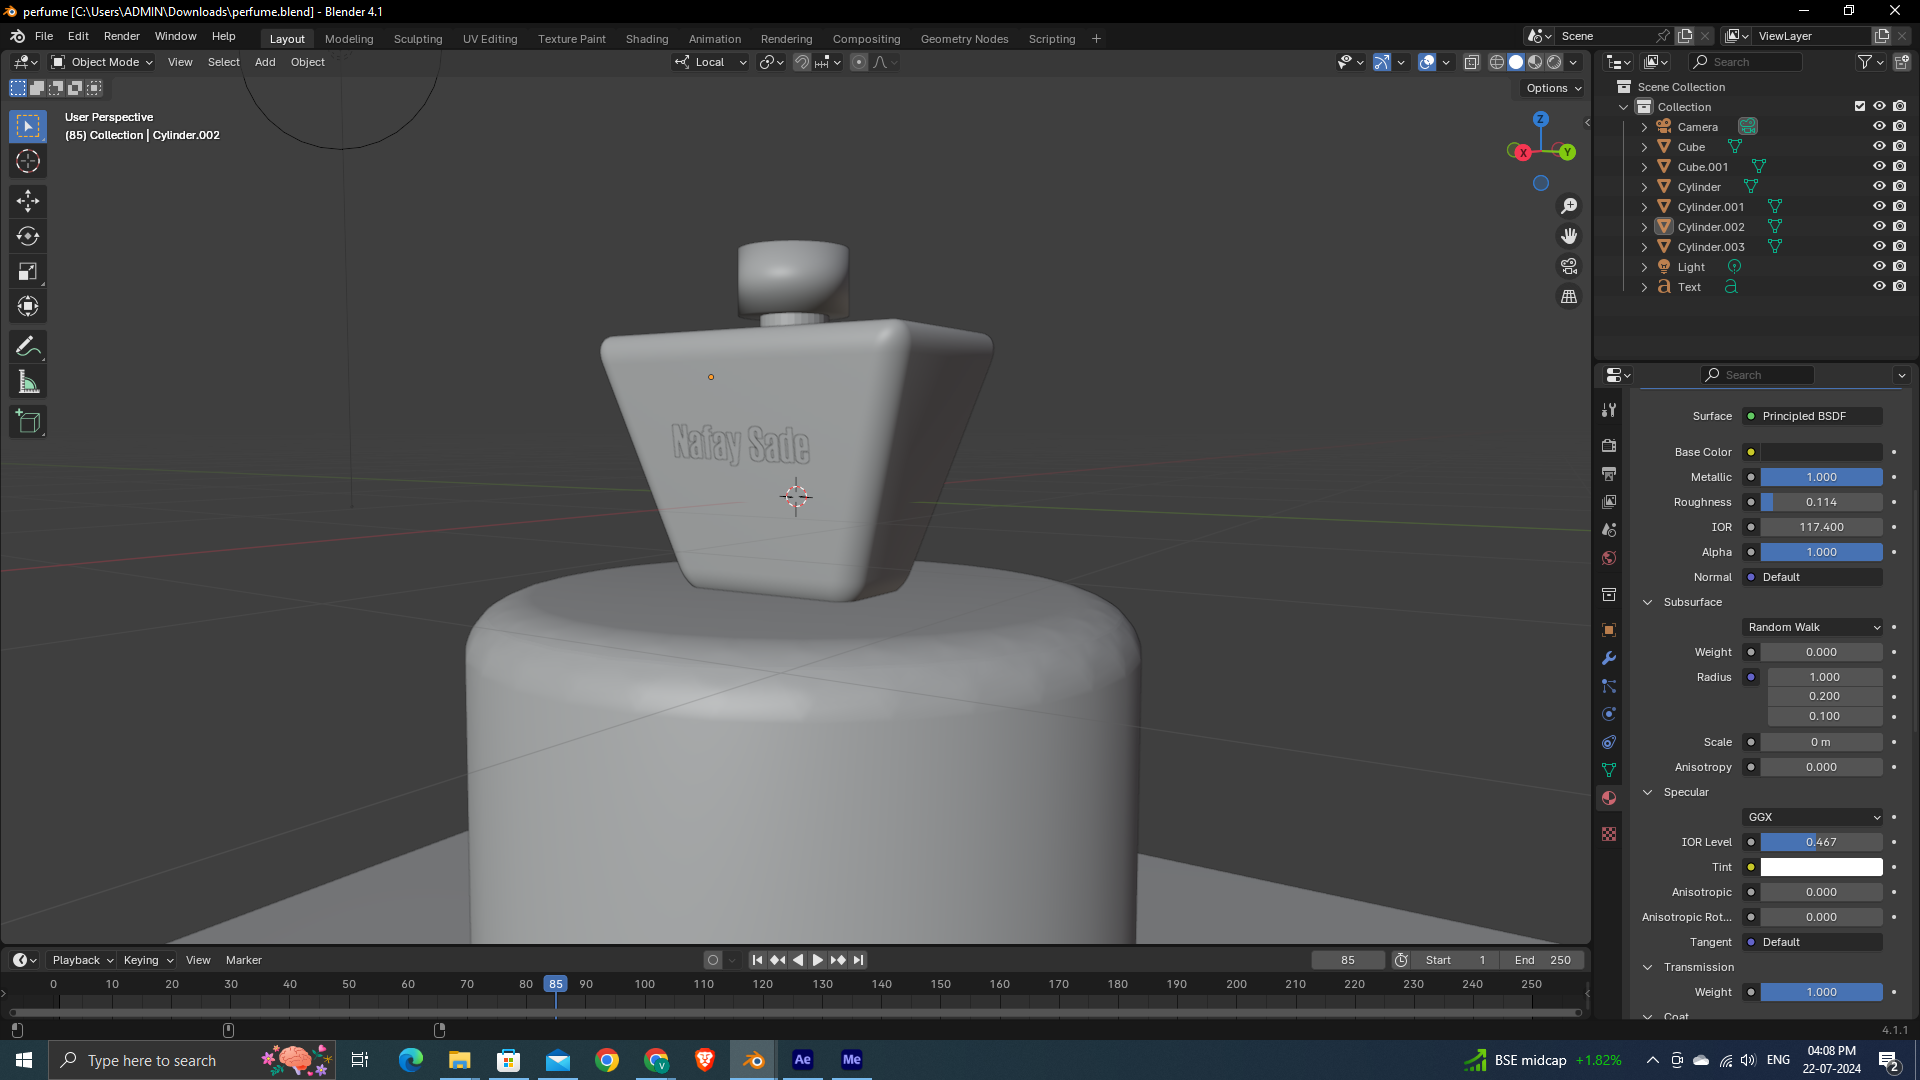 perfume [C:\Users\ADMIN\Downloads\perfume.blend] - Blender 4.1
File Edit Render Window Help
Layout Modeling Sculpting UV Editing Texture Paint Shading Animation Rendering Compositing Geometry Nodes Scripting +
Scene
ViewLayer
Object Mode View Select Add Object
Local
Search
Options
User Perspective
(85) Collection | Cylinder.002
Z
X
Y
Nafay Sade
Scene Collection
Collection
Camera
Cube
Cube.001
Cylinder
Cylinder.001
Cylinder.002
Cylinder.003
Light
Text
Search
Surface Principled BSDF
Base Color
Metallic 1.000
Roughness 0.114
IOR 117.400
Alpha 1.000
Normal Default
Subsurface
Random Walk
Weight 0.000
Radius 1.000
0.200
0.100
Scale 0 m
Anisotropy 0.000
Specular
GGX
IOR Level 0.467
Tint
Anisotropic 0.000
Anisotropic Rot... 0.000
Tangent Default
Transmission
Weight 1.000
Coat
Playback Keying View Marker
85 Start 1 End 250
0 10 20 30 40 50 60 70 80 85 90 100 110 120 130 140 150 160 170 180 190 200 210 220 230 240 250
4.1.1
Type here to search
Ae
Me
BSE midcap +1.82%
ENG
04:08 PM
22-07-2024
2